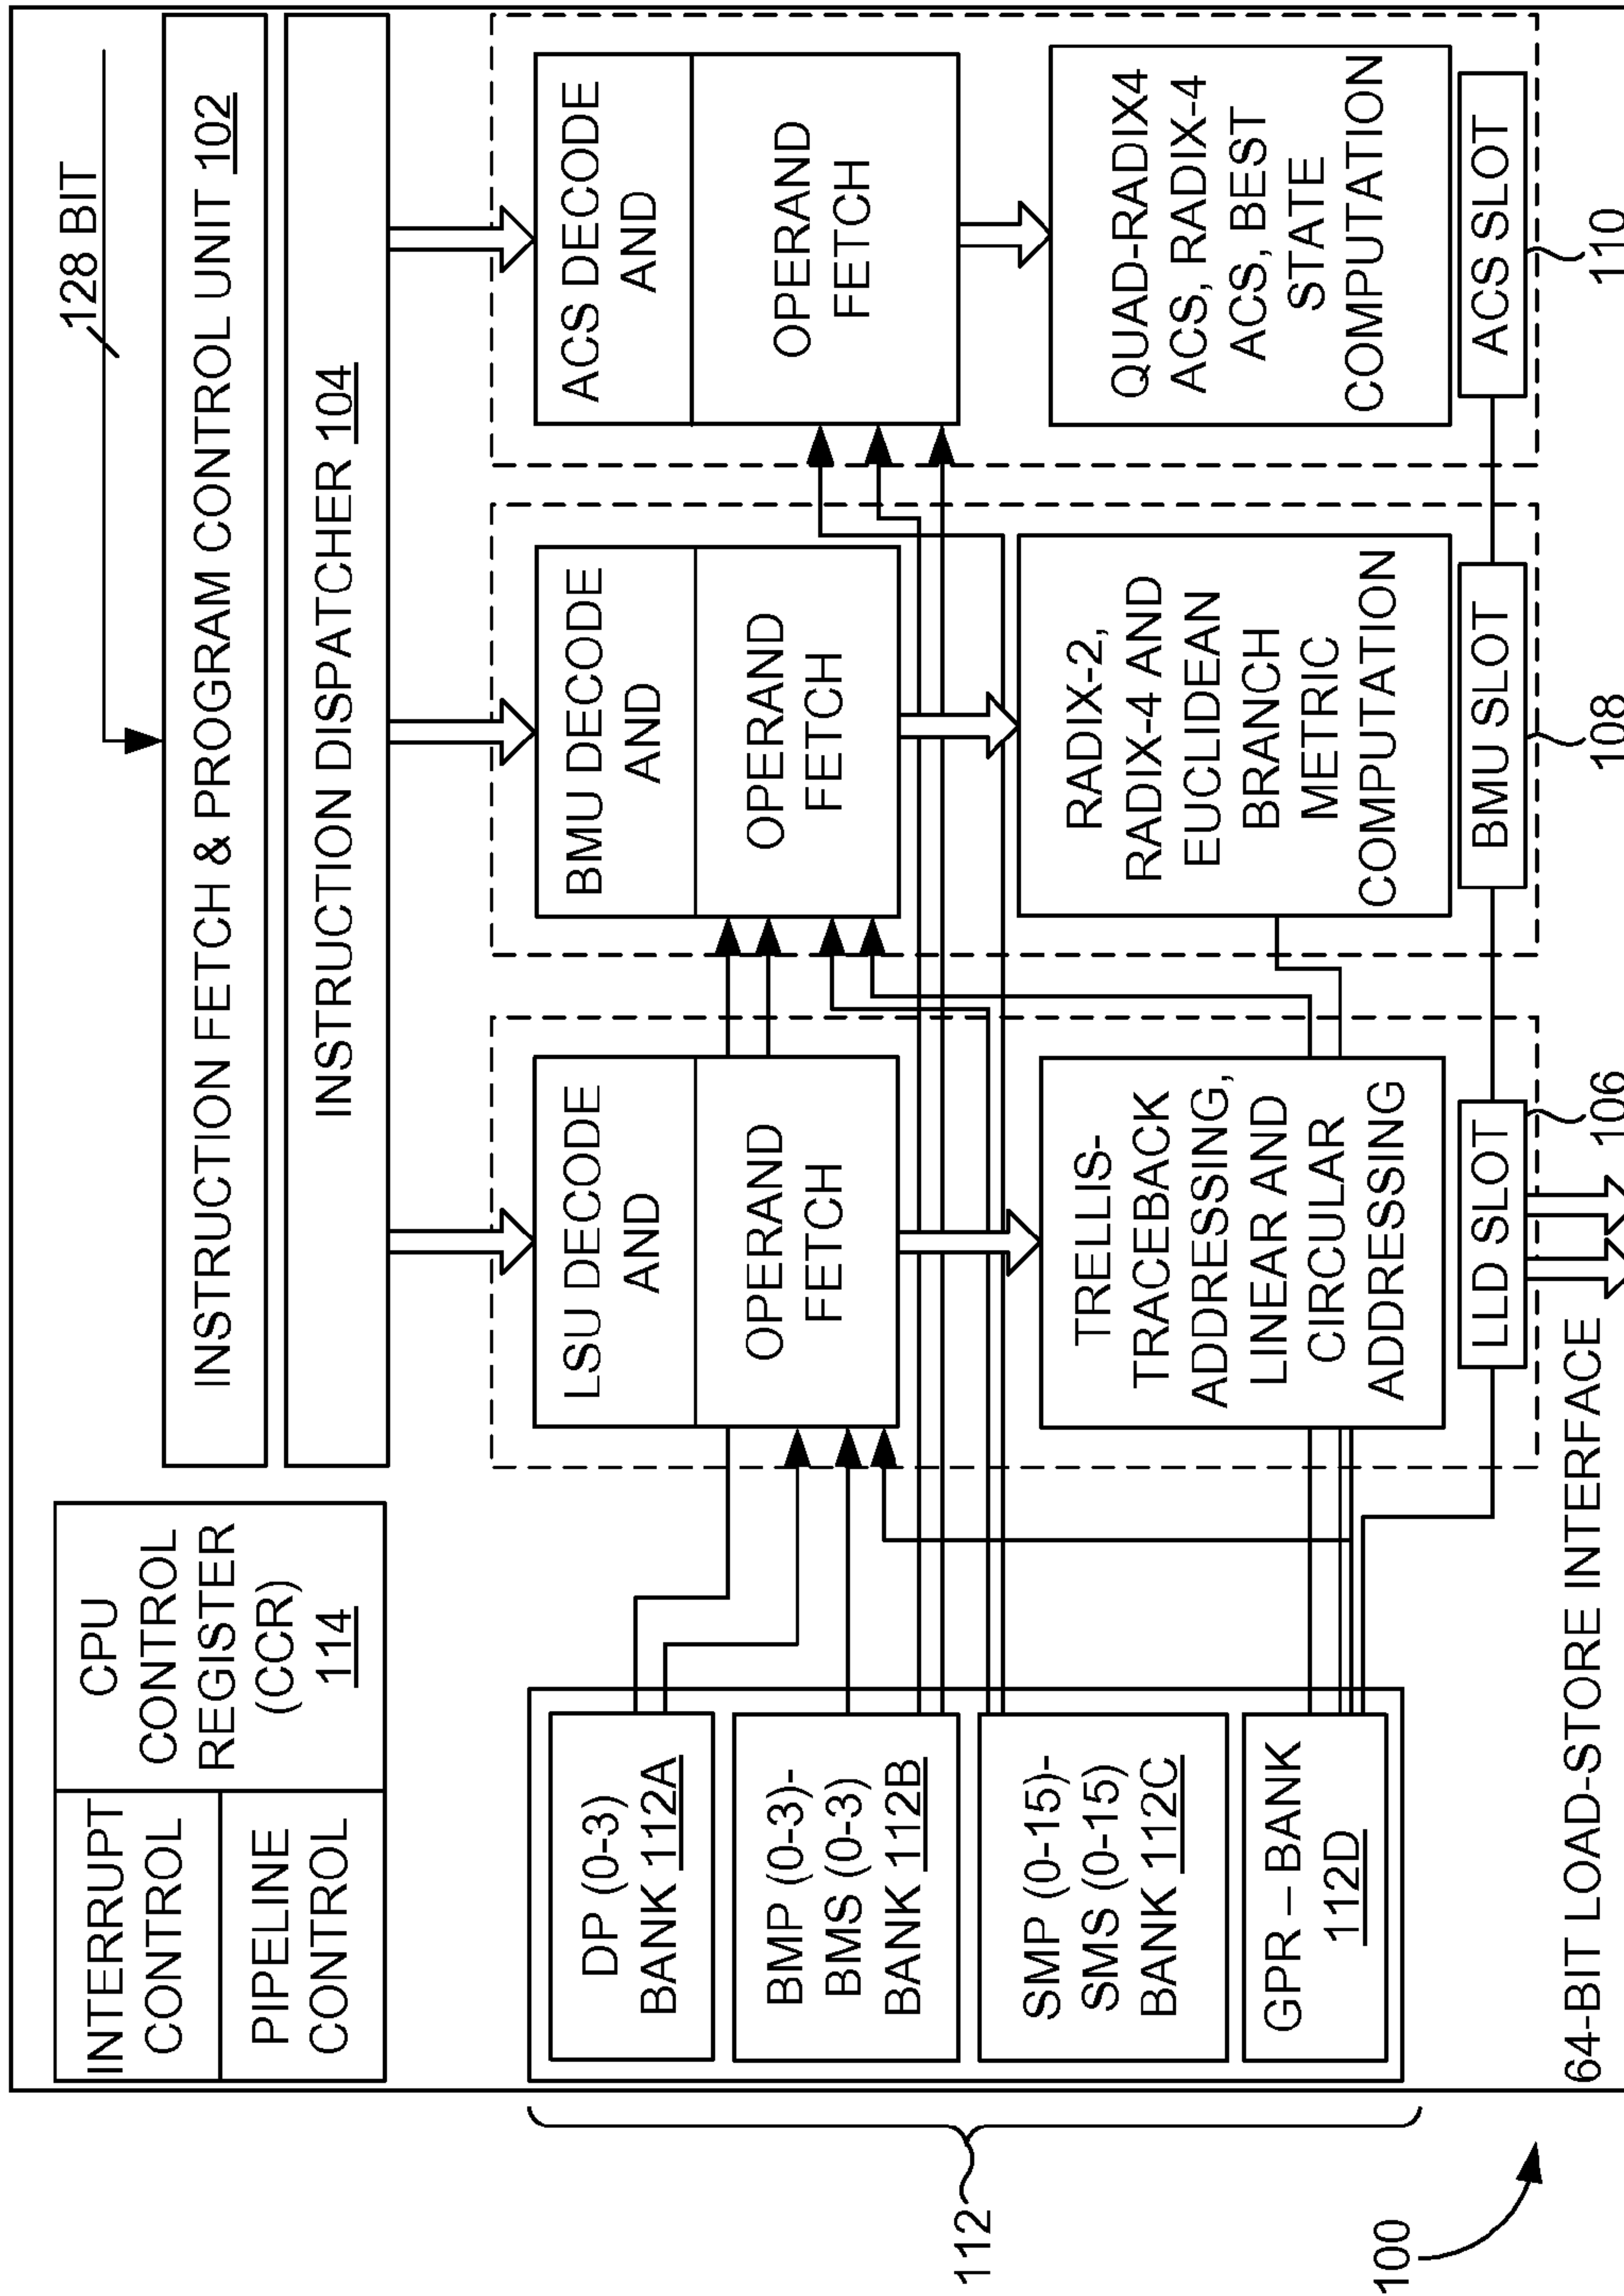 128 BIT
INTERRUPT
CONTROL
PIPELINE
CONTROL
CPU
CONTROL
REGISTER
(CCR)
114
INSTRUCTION FETCH & PROGRAM CONTROL UNIT 102
INSTRUCTION DISPATCHER 104
DP (0-3)
BANK 112A
BMP (0-3)-
BMS (0-3)
BANK 112B
SMP (0-15)-
SMS (0-15)
BANK 112C
GPR – BANK
112D
112
LSU DECODE
AND
OPERAND
FETCH
TRELLIS-
TRACEBACK
ADDRESSING,
LINEAR AND
CIRCULAR
ADDRESSING
LLD SLOT
106
BMU DECODE
AND
OPERAND
FETCH
RADIX-2,
RADIX-4 AND
EUCLIDEAN
BRANCH
METRIC
COMPUTATION
BMU SLOT
108
ACS DECODE
AND
OPERAND
FETCH
QUAD-RADIX4
ACS, RADIX-4
ACS, BEST
STATE
COMPUTATION
ACS SLOT
110
64-BIT LOAD-STORE INTERFACE
100